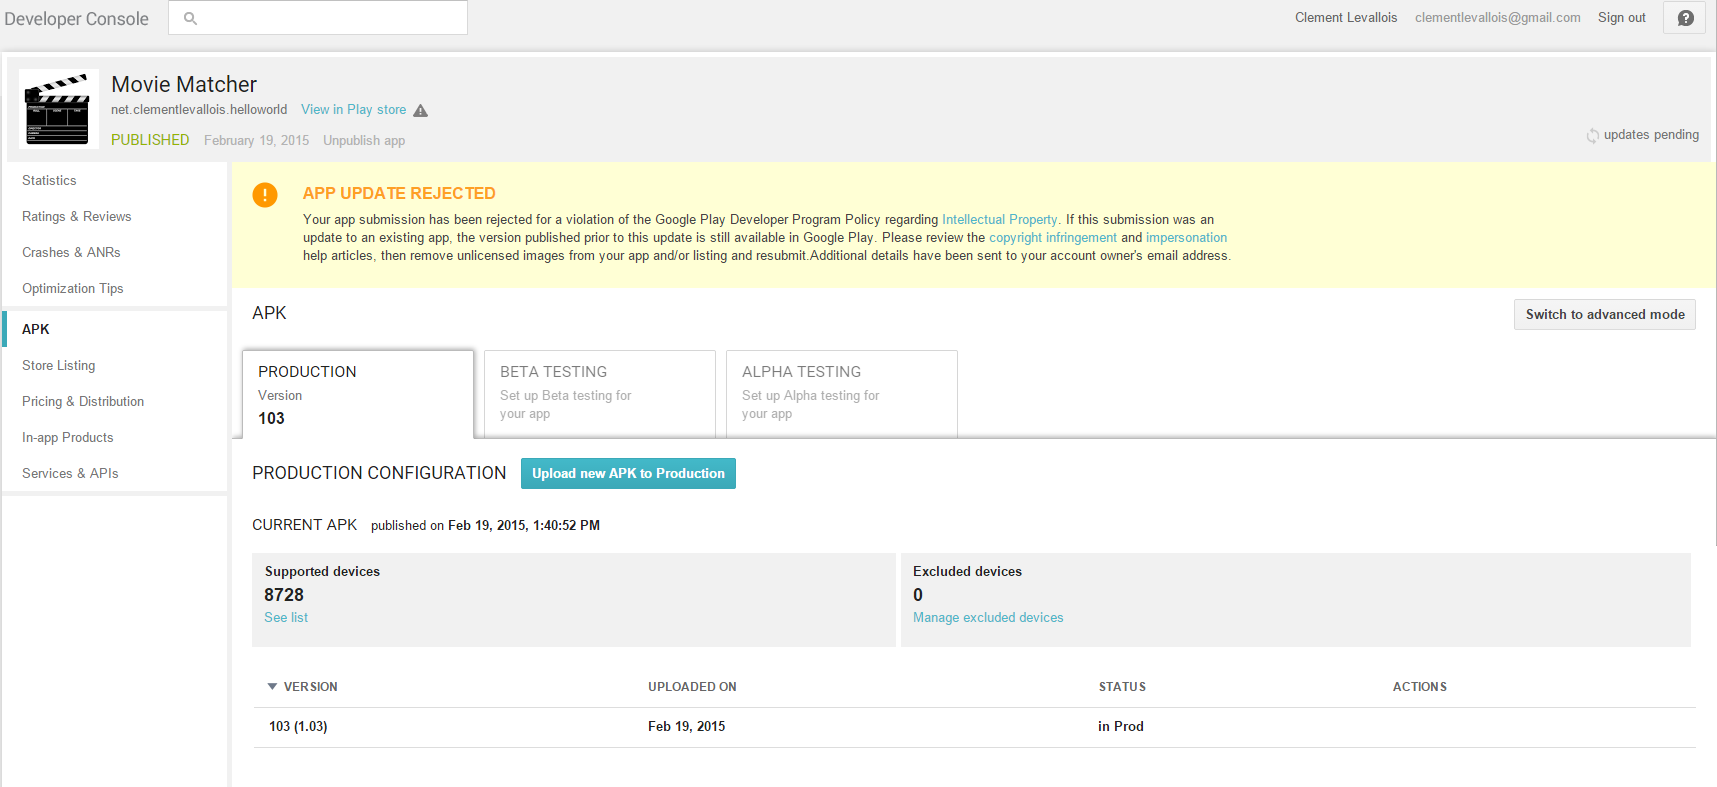 Developer Console
Clement Levallois clementlevallois@gmail.com Sign out
Movie Matcher
net.clementlevallois.helloworld View in Play store
PUBLISHED February 19, 2015 Unpublish app
updates pending
Statistics
Ratings & Reviews
Crashes & ANRs
Optimization Tips
APK
Store Listing
Pricing & Distribution
In-app Products
Services & APIs
APP UPDATE REJECTED
Your app submission has been rejected for a violation of the Google Play Developer Program Policy regarding Intellectual Property. If this submission was an
update to an existing app, the version published prior to this update is still available in Google Play. Please review the copyright infringement and impersonation
help articles, then remove unlicensed images from your app and/or listing and resubmit.Additional details have been sent to your account owner's email address.
APK
Switch to advanced mode
PRODUCTION
Version
103
BETA TESTING
Set up Beta testing for
your app
ALPHA TESTING
Set up Alpha testing for
your app
PRODUCTION CONFIGURATION Upload new APK to Production
CURRENT APK published on Feb 19, 2015, 1:40:52 PM
Supported devices
8728
See list
Excluded devices
0
Manage excluded devices
VERSION UPLOADED ON STATUS ACTIONS
103 (1.03) Feb 19, 2015 in Prod